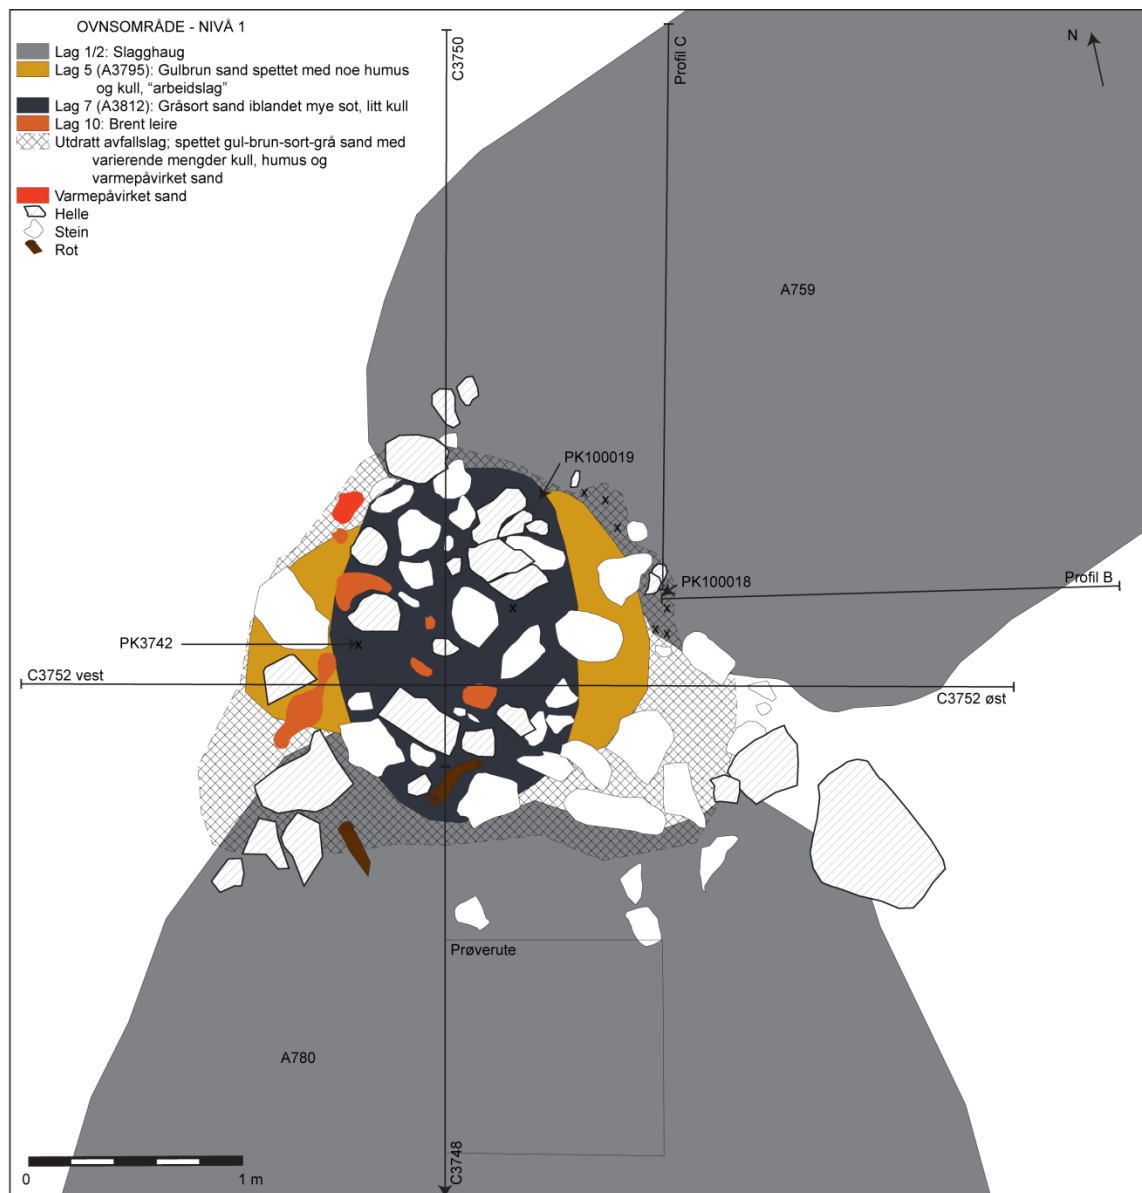 OVNSOMRÅDE - NIVÅ 1
Lag 1/2: Slagghaug
Lag 5 (A3795): Gulbrun sand spettet med noe humus
og kull, "arbeidslag"
Lag 7 (A3812): Gråsort sand iblandet mye sot, litt kull
Lag 10: Brent leire
Utdratt avfallslag; spettet gul-brun-sort-grå sand med
varierende mengder kull, humus og
varmepåvirket sand
Varmepåvirket sand
Helle
Stein
Rot
C3750
Profil C
N
A759
PK100019
x
x
x
PK100018
Profil B
x
x
x
x
PK3742
x
C3752 vest
C3752 øst
Prøverute
A780
C3748
0
1 m